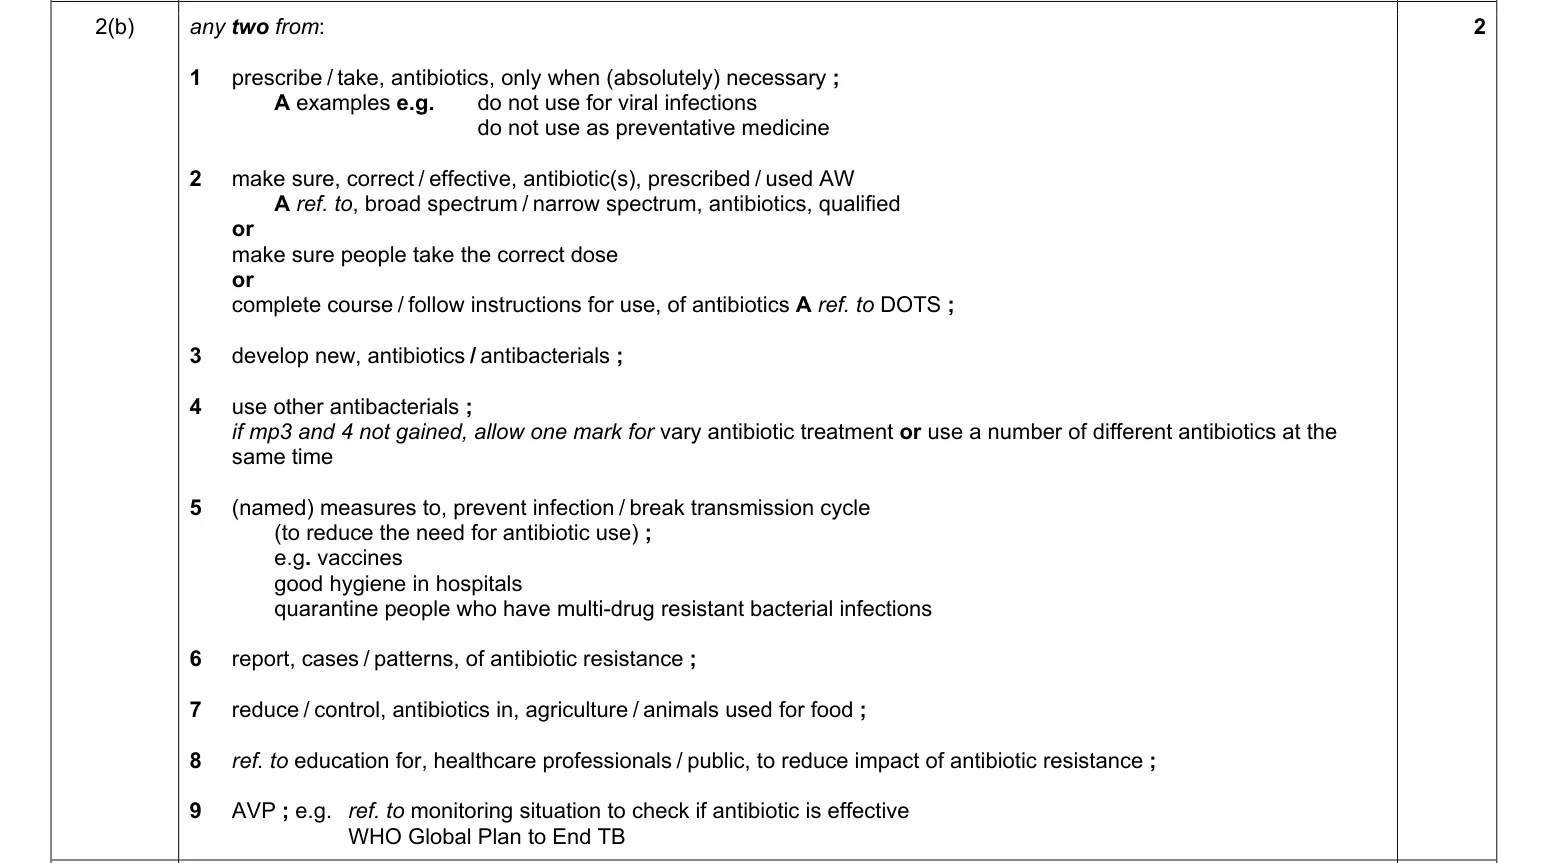 2(b) any two from: 2
1 prescribe / take, antibiotics, only when (absolutely) necessary ;
A examples e.g. do not use for viral infections
do not use as preventative medicine
2 make sure, correct / effective, antibiotic(s), prescribed / used AW
A ref. to, broad spectrum / narrow spectrum, antibiotics, qualified
or
make sure people take the correct dose
or
complete course / follow instructions for use, of antibiotics A ref. to DOTS ;
3 develop new, antibiotics / antibacterials ;
4 use other antibacterials ;
if mp3 and 4 not gained, allow one mark for vary antibiotic treatment or use a number of different antibiotics at the
same time
5 (named) measures to, prevent infection / break transmission cycle
(to reduce the need for antibiotic use) ;
e.g. vaccines
good hygiene in hospitals
quarantine people who have multi-drug resistant bacterial infections
6 report, cases / patterns, of antibiotic resistance ;
7 reduce / control, antibiotics in, agriculture / animals used for food ;
8 ref. to education for, healthcare professionals / public, to reduce impact of antibiotic resistance ;
9 AVP ; e.g. ref. to monitoring situation to check if antibiotic is effective
WHO Global Plan to End TB